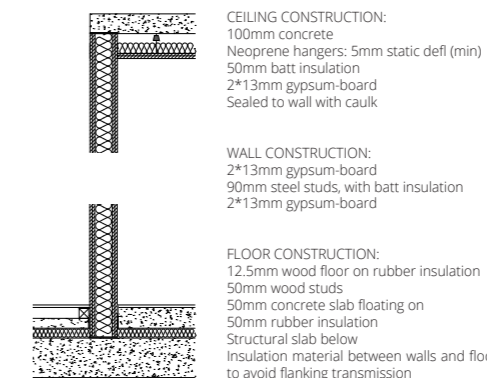 CEILING CONSTRUCTION:
100mm concrete
Neoprene hangers: 5mm static defl (min)
50mm batt insulation
2*13mm gypsum-board
Sealed to wall with caulk
WALL CONSTRUCTION:
2*13mm gypsum-board
90mm steel studs, with batt insulation
2*13mm gypsum-board
FLOOR CONSTRUCTION:
12.5mm wood floor on rubber insulation
50mm wood studs
50mm concrete slab floating on
50mm rubber insulation
Structural slab below
Insulation material between walls and floo
to avoid flanking transmission